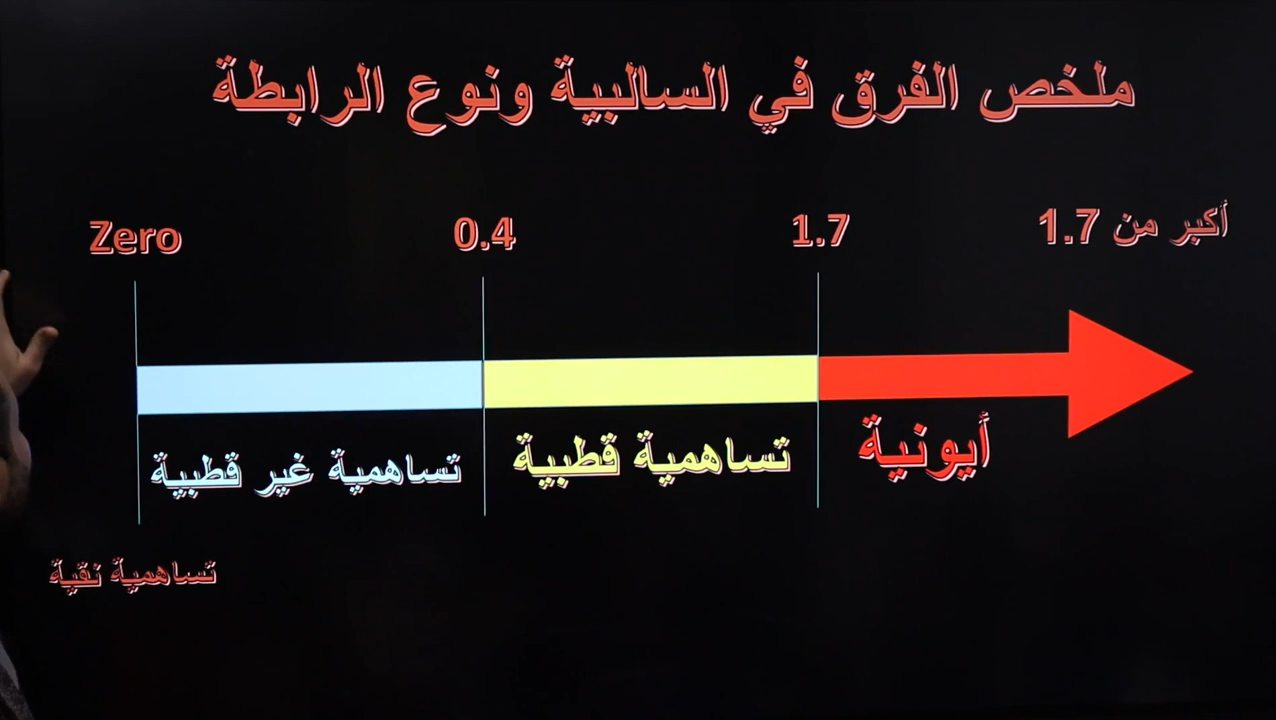 ملخص الفرق في السالبية ونوع الرابطة
Zero
0.4
1.7
أكبر من 1.7
تساهمية غير قطبية
تساهمية قطبية
أيونية
تساهمية نقية